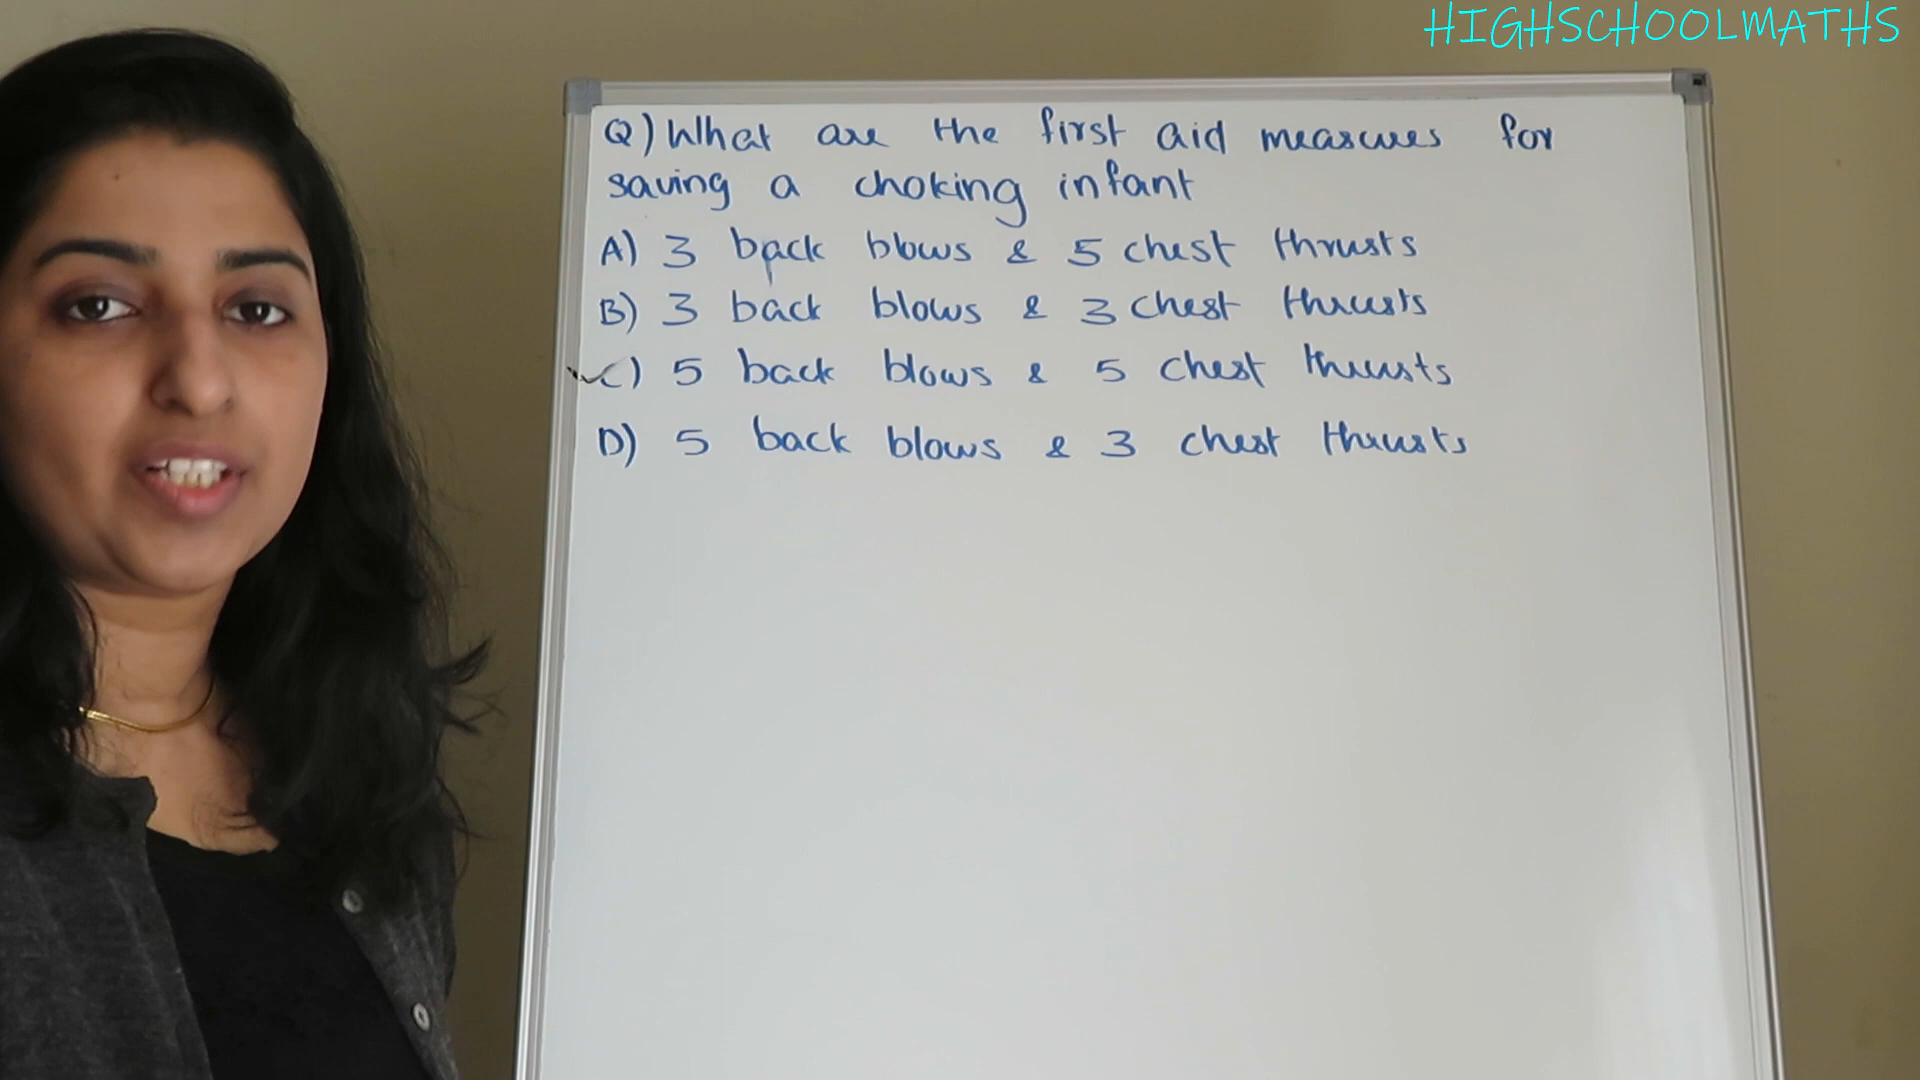 HIGHSCHOOLMATHS
Q) What are the first aid measures for
saving a choking infant
A) 3 back blows & 5 chest thrusts
B) 3 back blows & 3 chest thrusts
C) 5 back blows & 5 chest thrusts
D) 5 back blows & 3 chest thrusts